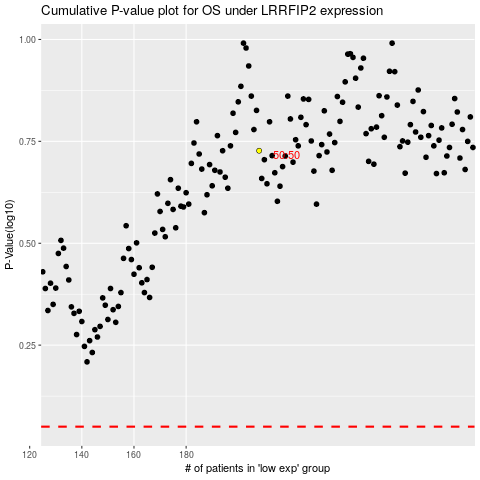 Cumulative P-value plot for OS under LRRFIP2 expression
1.00
0.75
0.50
0.25
P-Value(log10)
50:50
120 140 160 180
# of patients in 'low exp' group